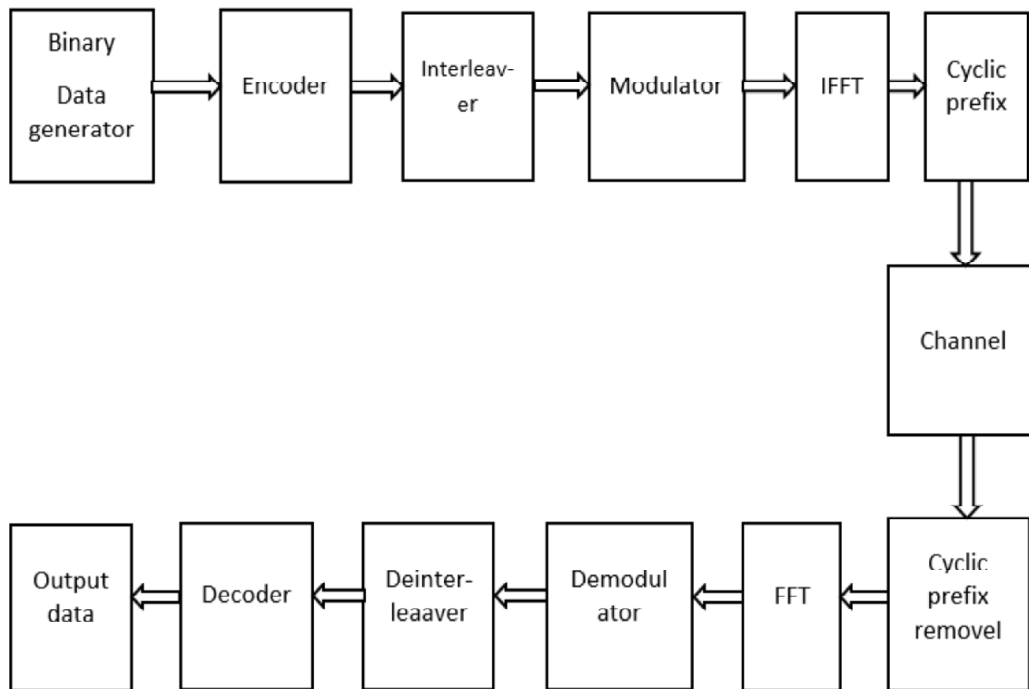 Binary
Data
generator
Encoder
Interleav-
er
Modulator
IFFT
Cyclic
prefix
Channel
Cyclic
prefix
removel
FFT
Demodul
ator
Deinter-
leaaver
Decoder
Output
data